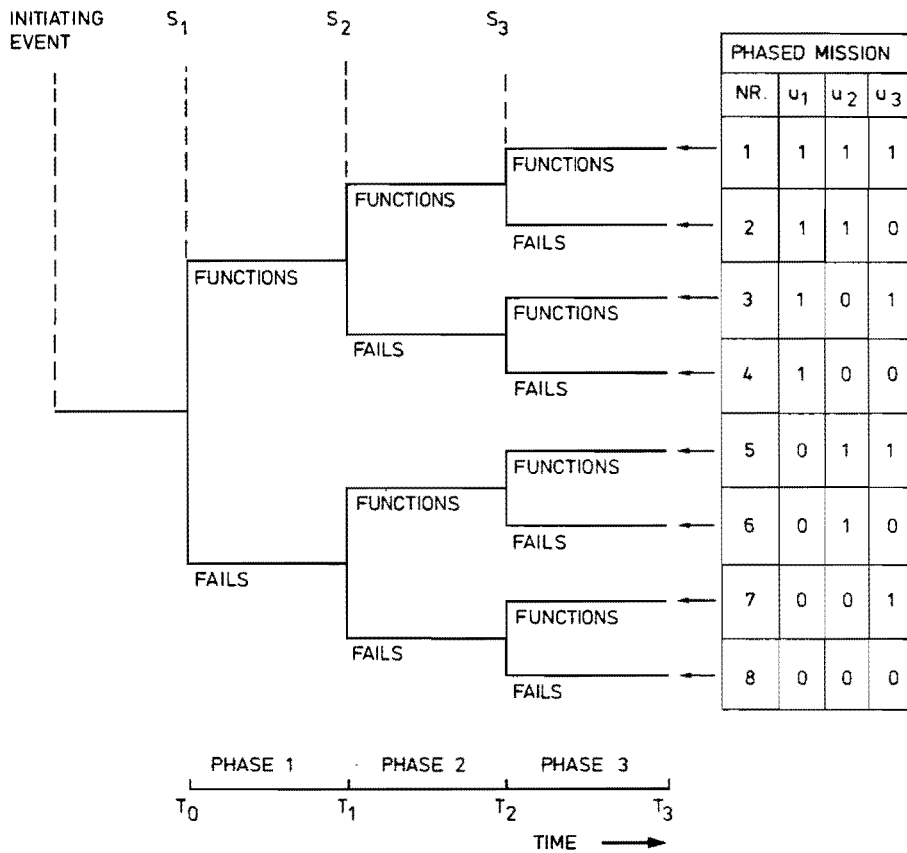 INITIATING EVENT
S1 S2 S3
PHASED MISSION
NR. u1 u2 u3
1 1 1 1
FUNCTIONS
FUNCTIONS
2 1 1 0
FAILS
FUNCTIONS
3 1 0 1
FUNCTIONS
FAILS
4 1 0 0
FAILS
5 0 1 1
FUNCTIONS
FUNCTIONS
6 0 1 0
FAILS
FAILS
7 0 0 1
FUNCTIONS
FAILS
8 0 0 0
FAILS
PHASE 1 PHASE 2 PHASE 3
T0 T1 T2 T3
TIME